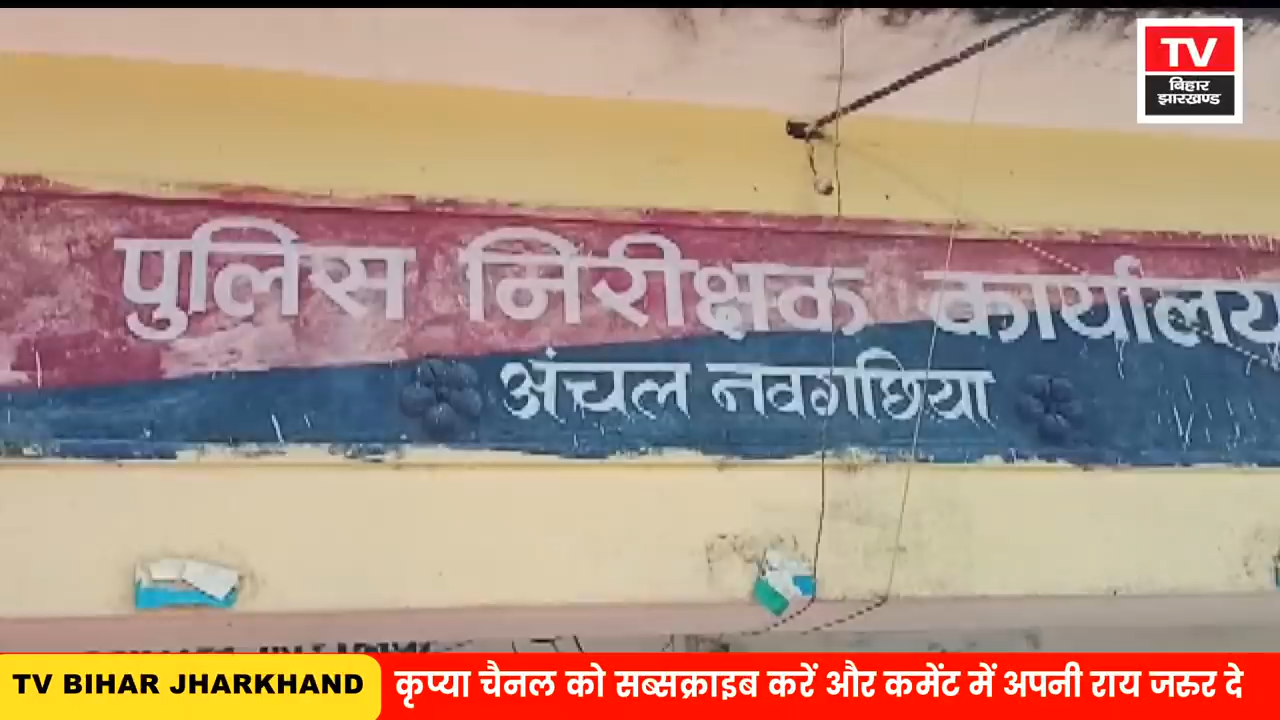 TV
बिहार
झारखण्ड
पुलिस निरीक्षक कार्यालय
अंचल नवगछिया
TV BIHAR JHARKHAND
कृप्या चैनल को सब्सक्राइब करें और कमेंट में अपनी राय जरुर दे